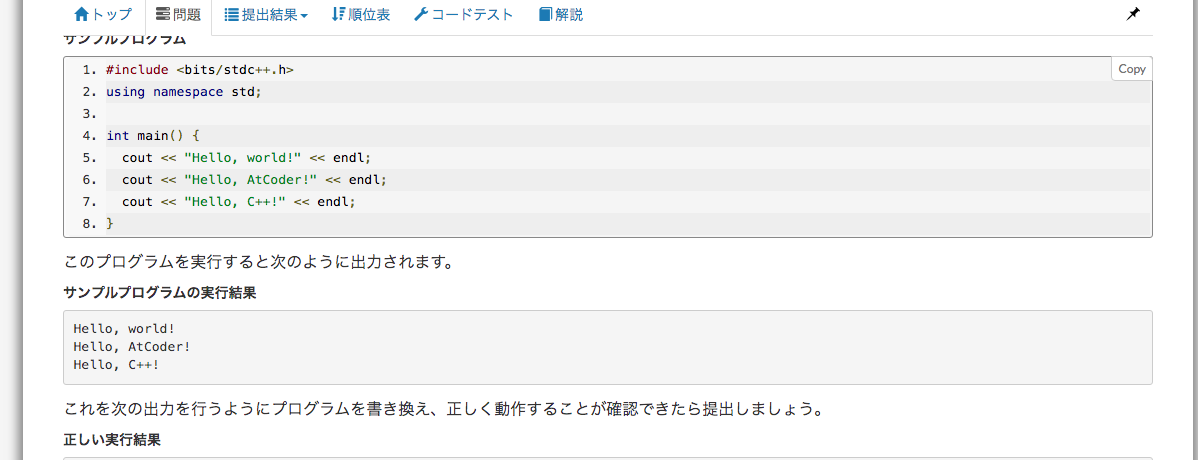 トップ 問題 提出結果 順位表 コードテスト 解説
サンプルプログラム
Copy
1. #include <bits/stdc++.h>
2. using namespace std;
3.
4. int main() {
5.   cout << "Hello, world!" << endl;
6.   cout << "Hello, AtCoder!" << endl;
7.   cout << "Hello, C++!" << endl;
8. }
このプログラムを実行すると次のように出力されます。
サンプルプログラムの実行結果
Hello, world!
Hello, AtCoder!
Hello, C++!
これを次の出力を行うようにプログラムを書き換え、正しく動作することが確認できたら提出しましょう。
正しい実行結果